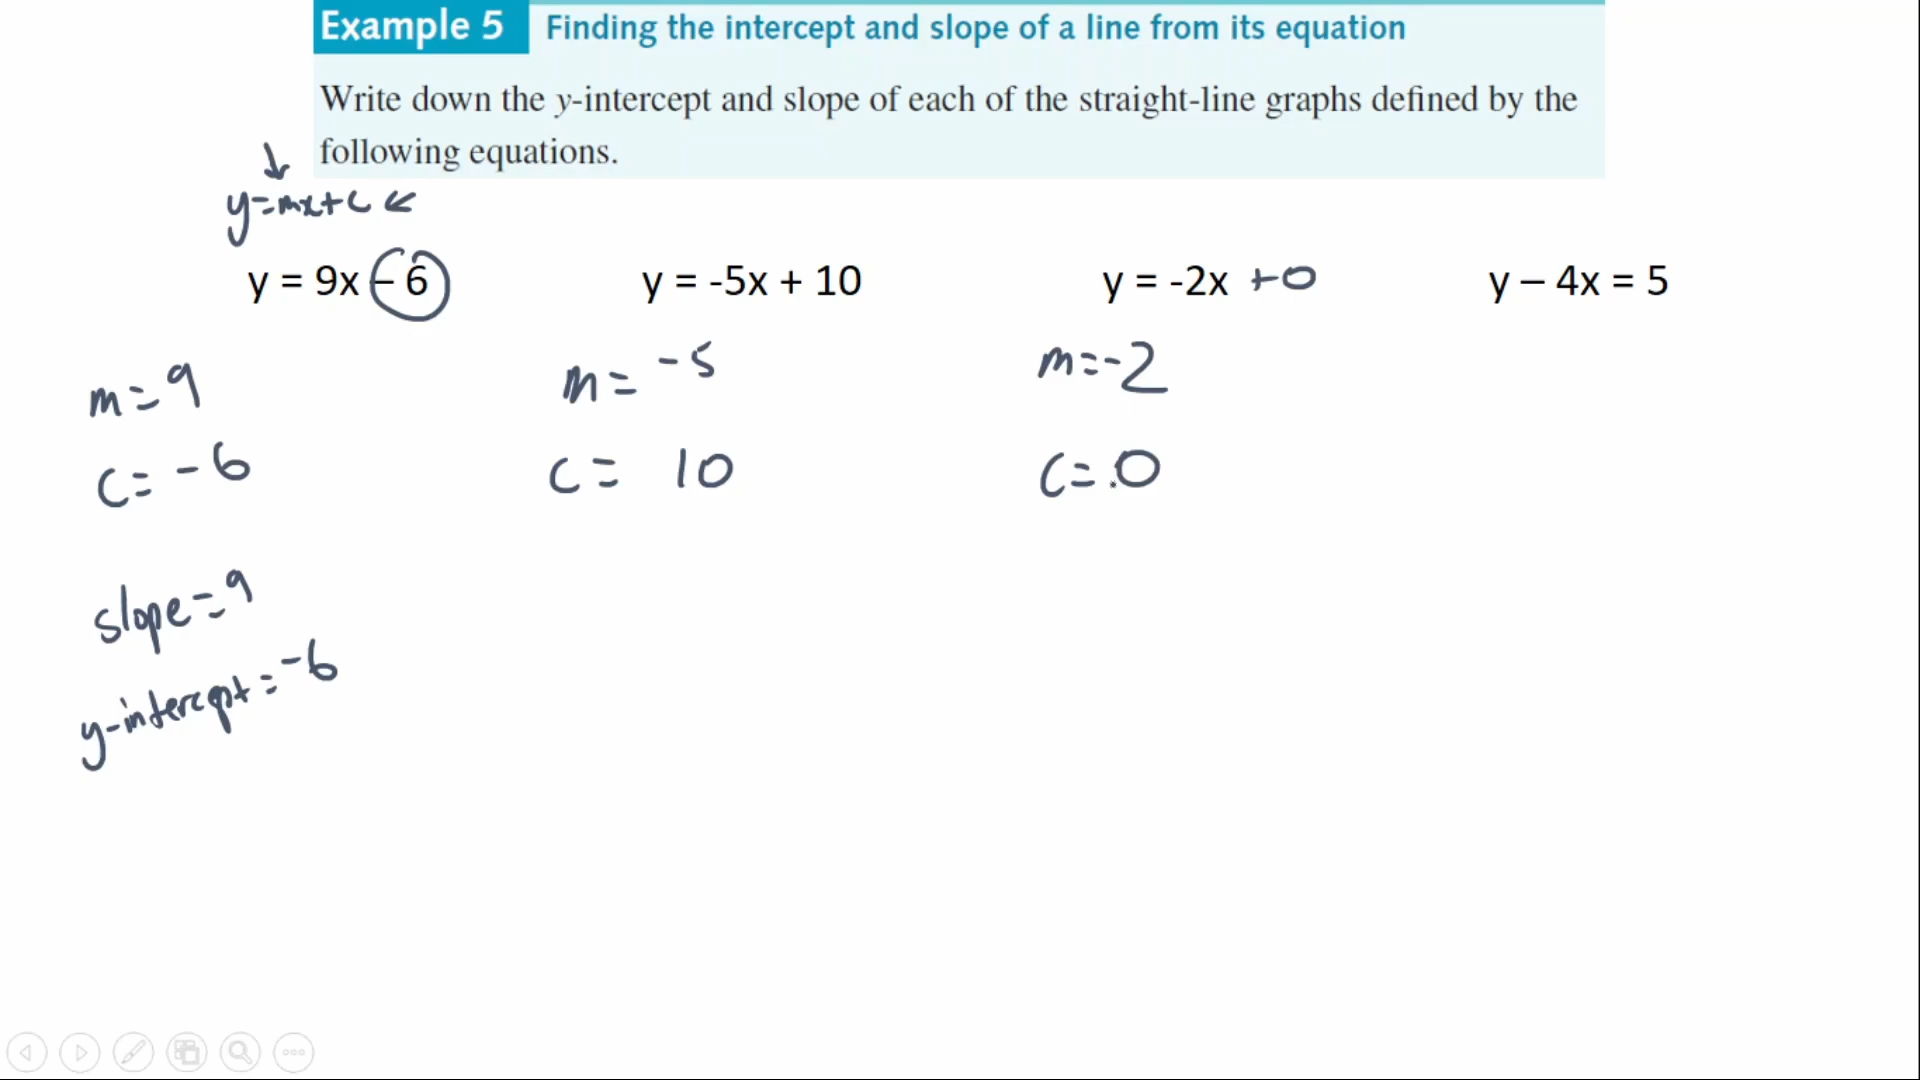 Example 5 Finding the intercept and slope of a line from its equation
Write down the y-intercept and slope of each of the straight-line graphs defined by the
following equations.
y=mx+c
y = 9x – 6 y = -5x + 10 y = -2x +0 y – 4x = 5
m=9 m=-5 m=-2
c=-6 c= 10 c=0
slope=9
y-intercept=-6